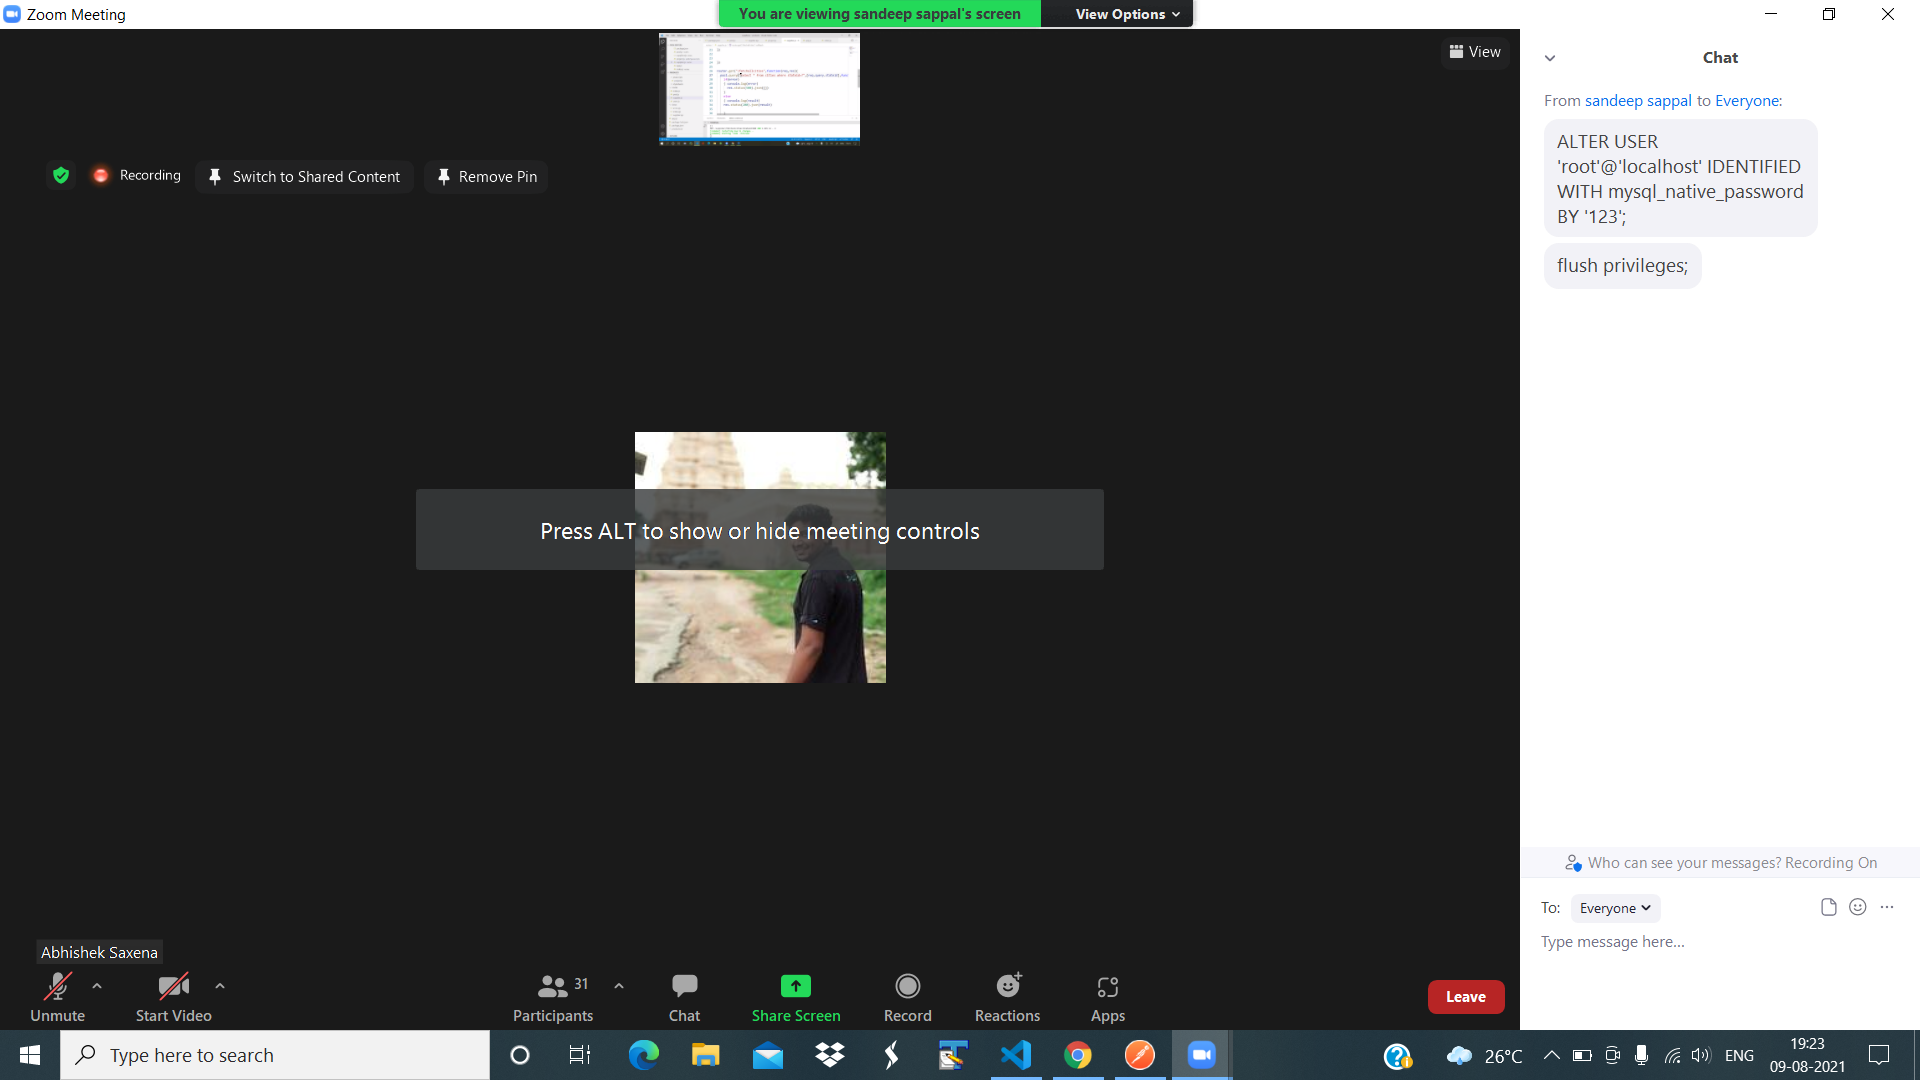 Zoom Meeting
You are viewing sandeep sappal's screen
View Options
View
Recording
Switch to Shared Content
Remove Pin
Press ALT to show or hide meeting controls
Abhishek Saxena
Unmute
Start Video
31
Participants
Chat
Share Screen
Record
Reactions
Apps
Leave
Chat
From sandeep sappal to Everyone:
ALTER USER
'root'@'localhost' IDENTIFIED
WITH mysql_native_password
BY '123';
flush privileges;
Who can see your messages? Recording On
To: Everyone
Type message here...
Type here to search
26°C
ENG
19:23
09-08-2021